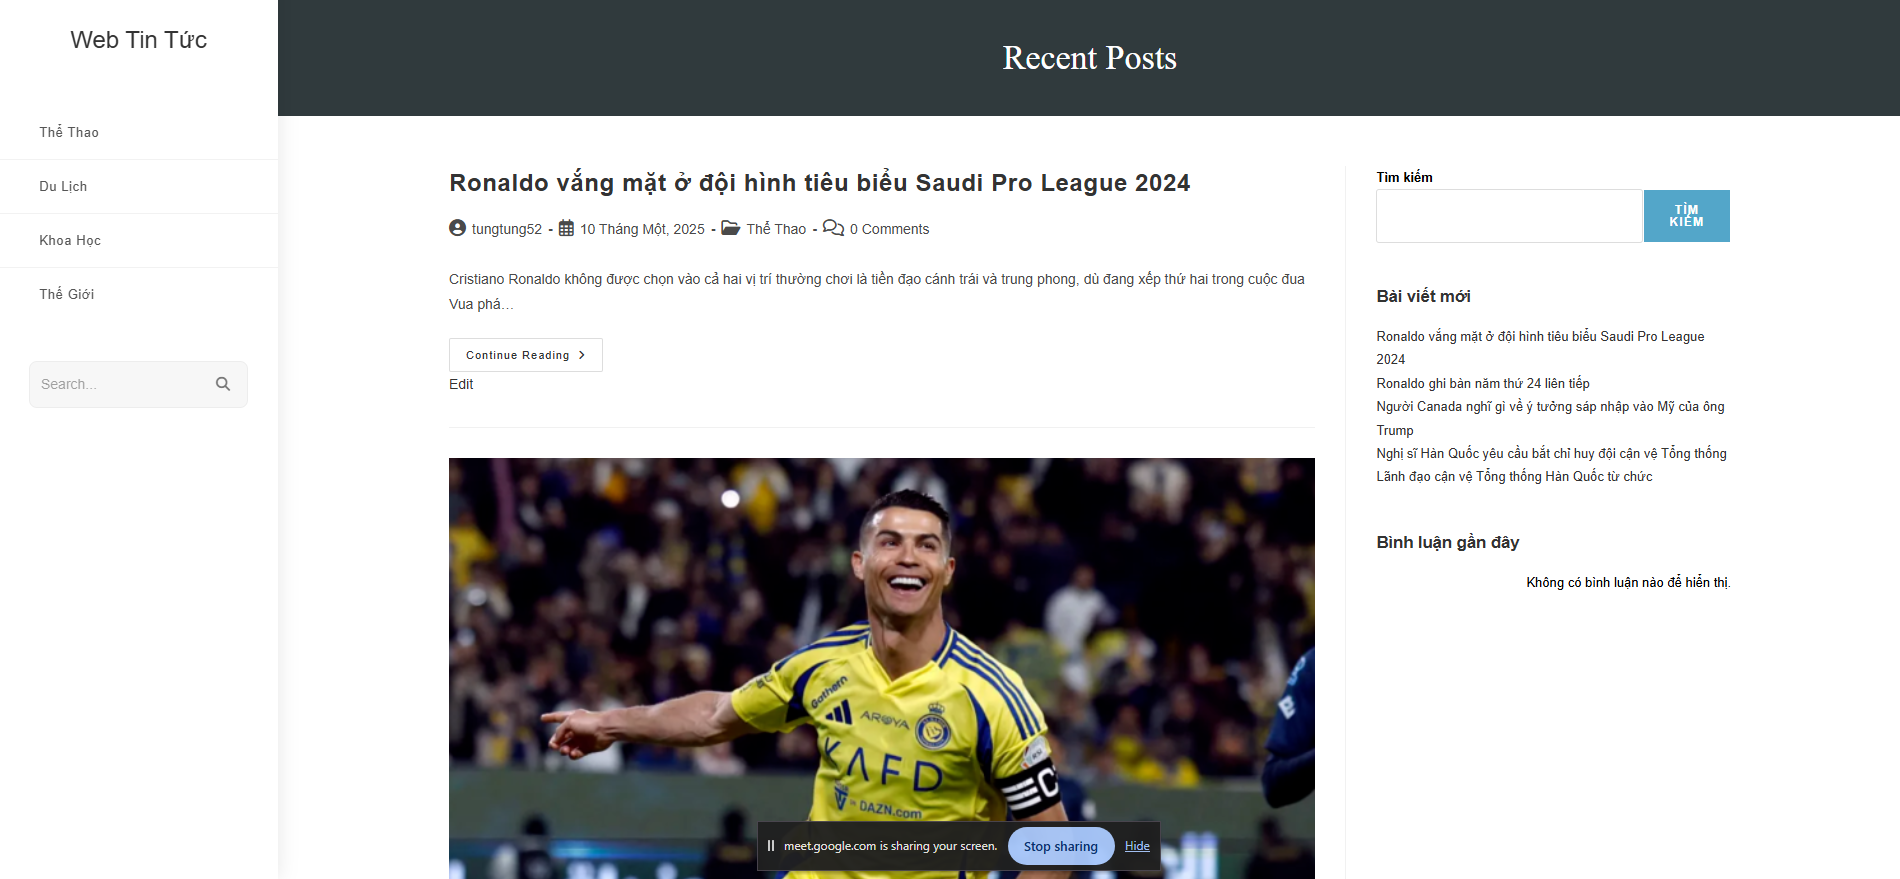 Web Tin Tức
Thể Thao
Du Lịch
Khoa Học
Thế Giới
Search...
Recent Posts
Ronaldo vắng mặt ở đội hình tiêu biểu Saudi Pro League 2024
tungtung52 - 10 Tháng Một, 2025 - Thể Thao - 0 Comments
Cristiano Ronaldo không được chọn vào cả hai vị trí thường chơi là tiền đạo cánh trái và trung phong, dù đang xếp thứ hai trong cuộc đua
Vua phá…
Continue Reading
Edit
Gathern
AROYA
KAFD
DAZN.com
meet.google.com is sharing your screen.
Stop sharing
Hide
Tìm kiếm
TÌM
KIẾM
Bài viết mới
Ronaldo vắng mặt ở đội hình tiêu biểu Saudi Pro League
2024
Ronaldo ghi bàn năm thứ 24 liên tiếp
Người Canada nghĩ gì về ý tưởng sáp nhập vào Mỹ của ông
Trump
Nghị sĩ Hàn Quốc yêu cầu bắt chỉ huy đội cận vệ Tổng thống
Lãnh đạo cận vệ Tổng thống Hàn Quốc từ chức
Bình luận gần đây
Không có bình luận nào để hiển thị.